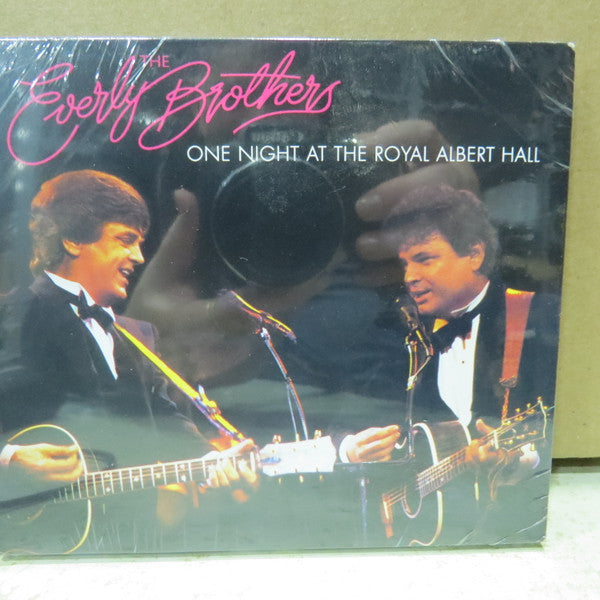 THE
Everly Brothers
ONE NIGHT AT THE ROYAL ALBERT HALL